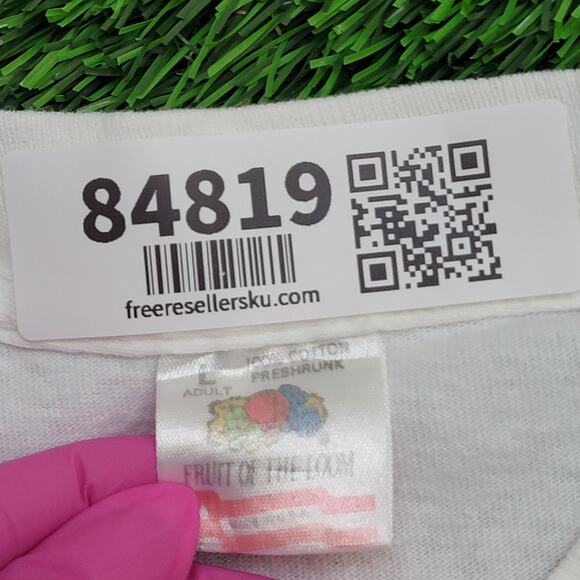 84819
freeresellersku.com
L 100% COTTON
ADULT PRESHRUNK
FRUIT OF THE LOOM